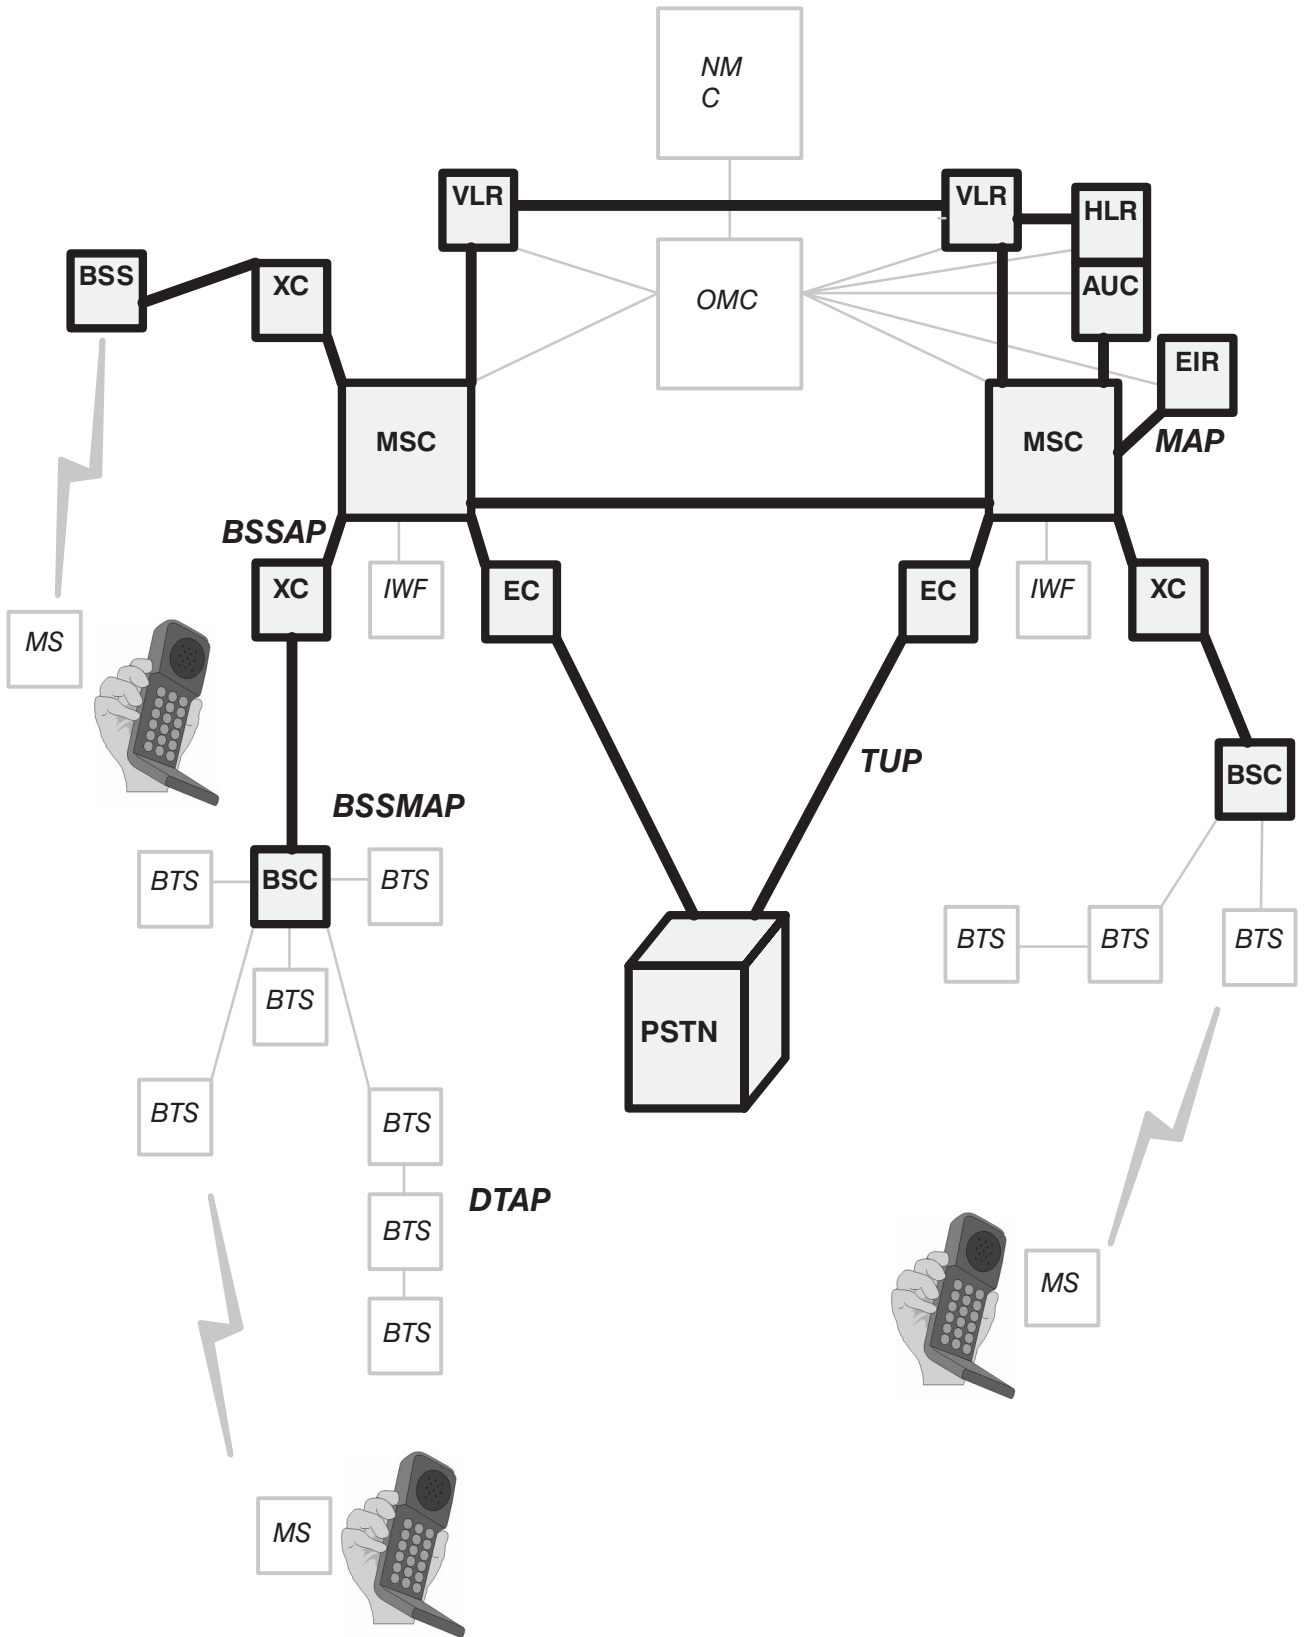 NM
C
VLR
VLR
HLR
BSS
XC
OMC
AUC
EIR
MSC
MSC
MAP
BSSAP
XC
IWF
EC
EC
IWF
XC
MS
TUP
BSC
BSSMAP
BTS
BSC
BTS
BTS
BTS
BTS
BTS
PSTN
BTS
BTS
DTAP
BTS
MS
BTS
MS